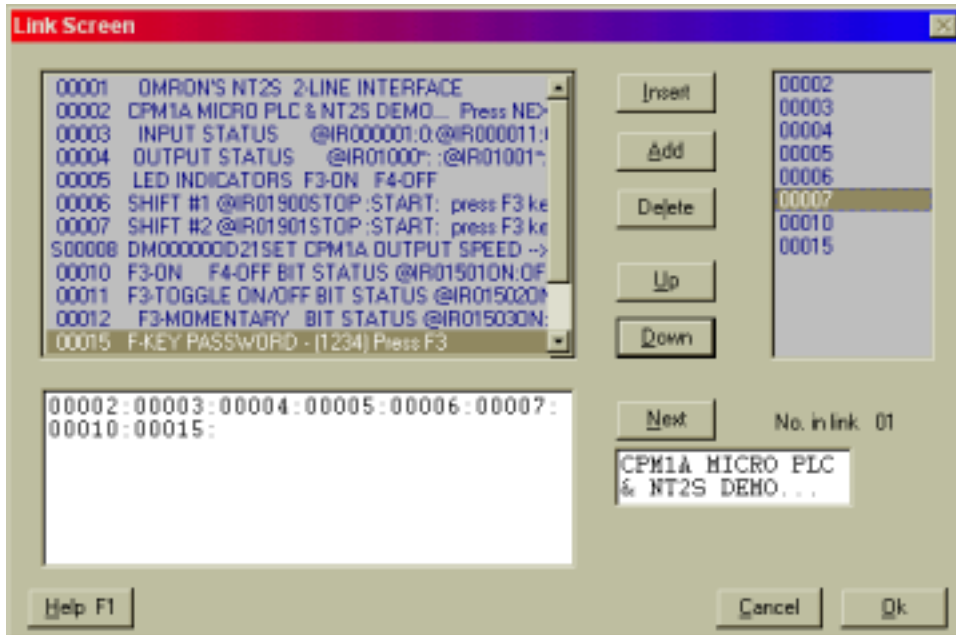 Link Screen
00001 OMRON'S NT2S 2-LINE INTERFACE
00002 CPM1A MICRO PLC & NT2S DEMO... Press NEX
00003 INPUT STATUS @IR000001:0:@IR000011:
00004 OUTPUT STATUS @IR01000
00005 LED INDICATORS F3-ON F4-OFF
00006 SHIFT #1 @IR01900STOP :START: press F3 ke
00007 SHIFT #2 @IR01901STOP :START: press F3 ke
S00008 DM000000D21SET CPM1A OUTPUT SPEED -->
00010 F3-ON F4-OFF BIT STATUS @IR01501ON:OF
00011 F3-TOGGLE ON/OFF BIT STATUS @IR01502ON
00012 F3-MOMENTARY BIT STATUS @IR01503ON:
00015 F-KEY PASSWORD - (1234) Press F3
Insert
Add
Delete
Up
Down
00002
00003
00004
00005
00006
00007
00010
00015
00002:00003:00004:00005:00006:00007:
00010:00015:
Next
No. in link 01
CPM1A MICRO PLC
& NT2S DEMO...
Help F1
Cancel
Ok